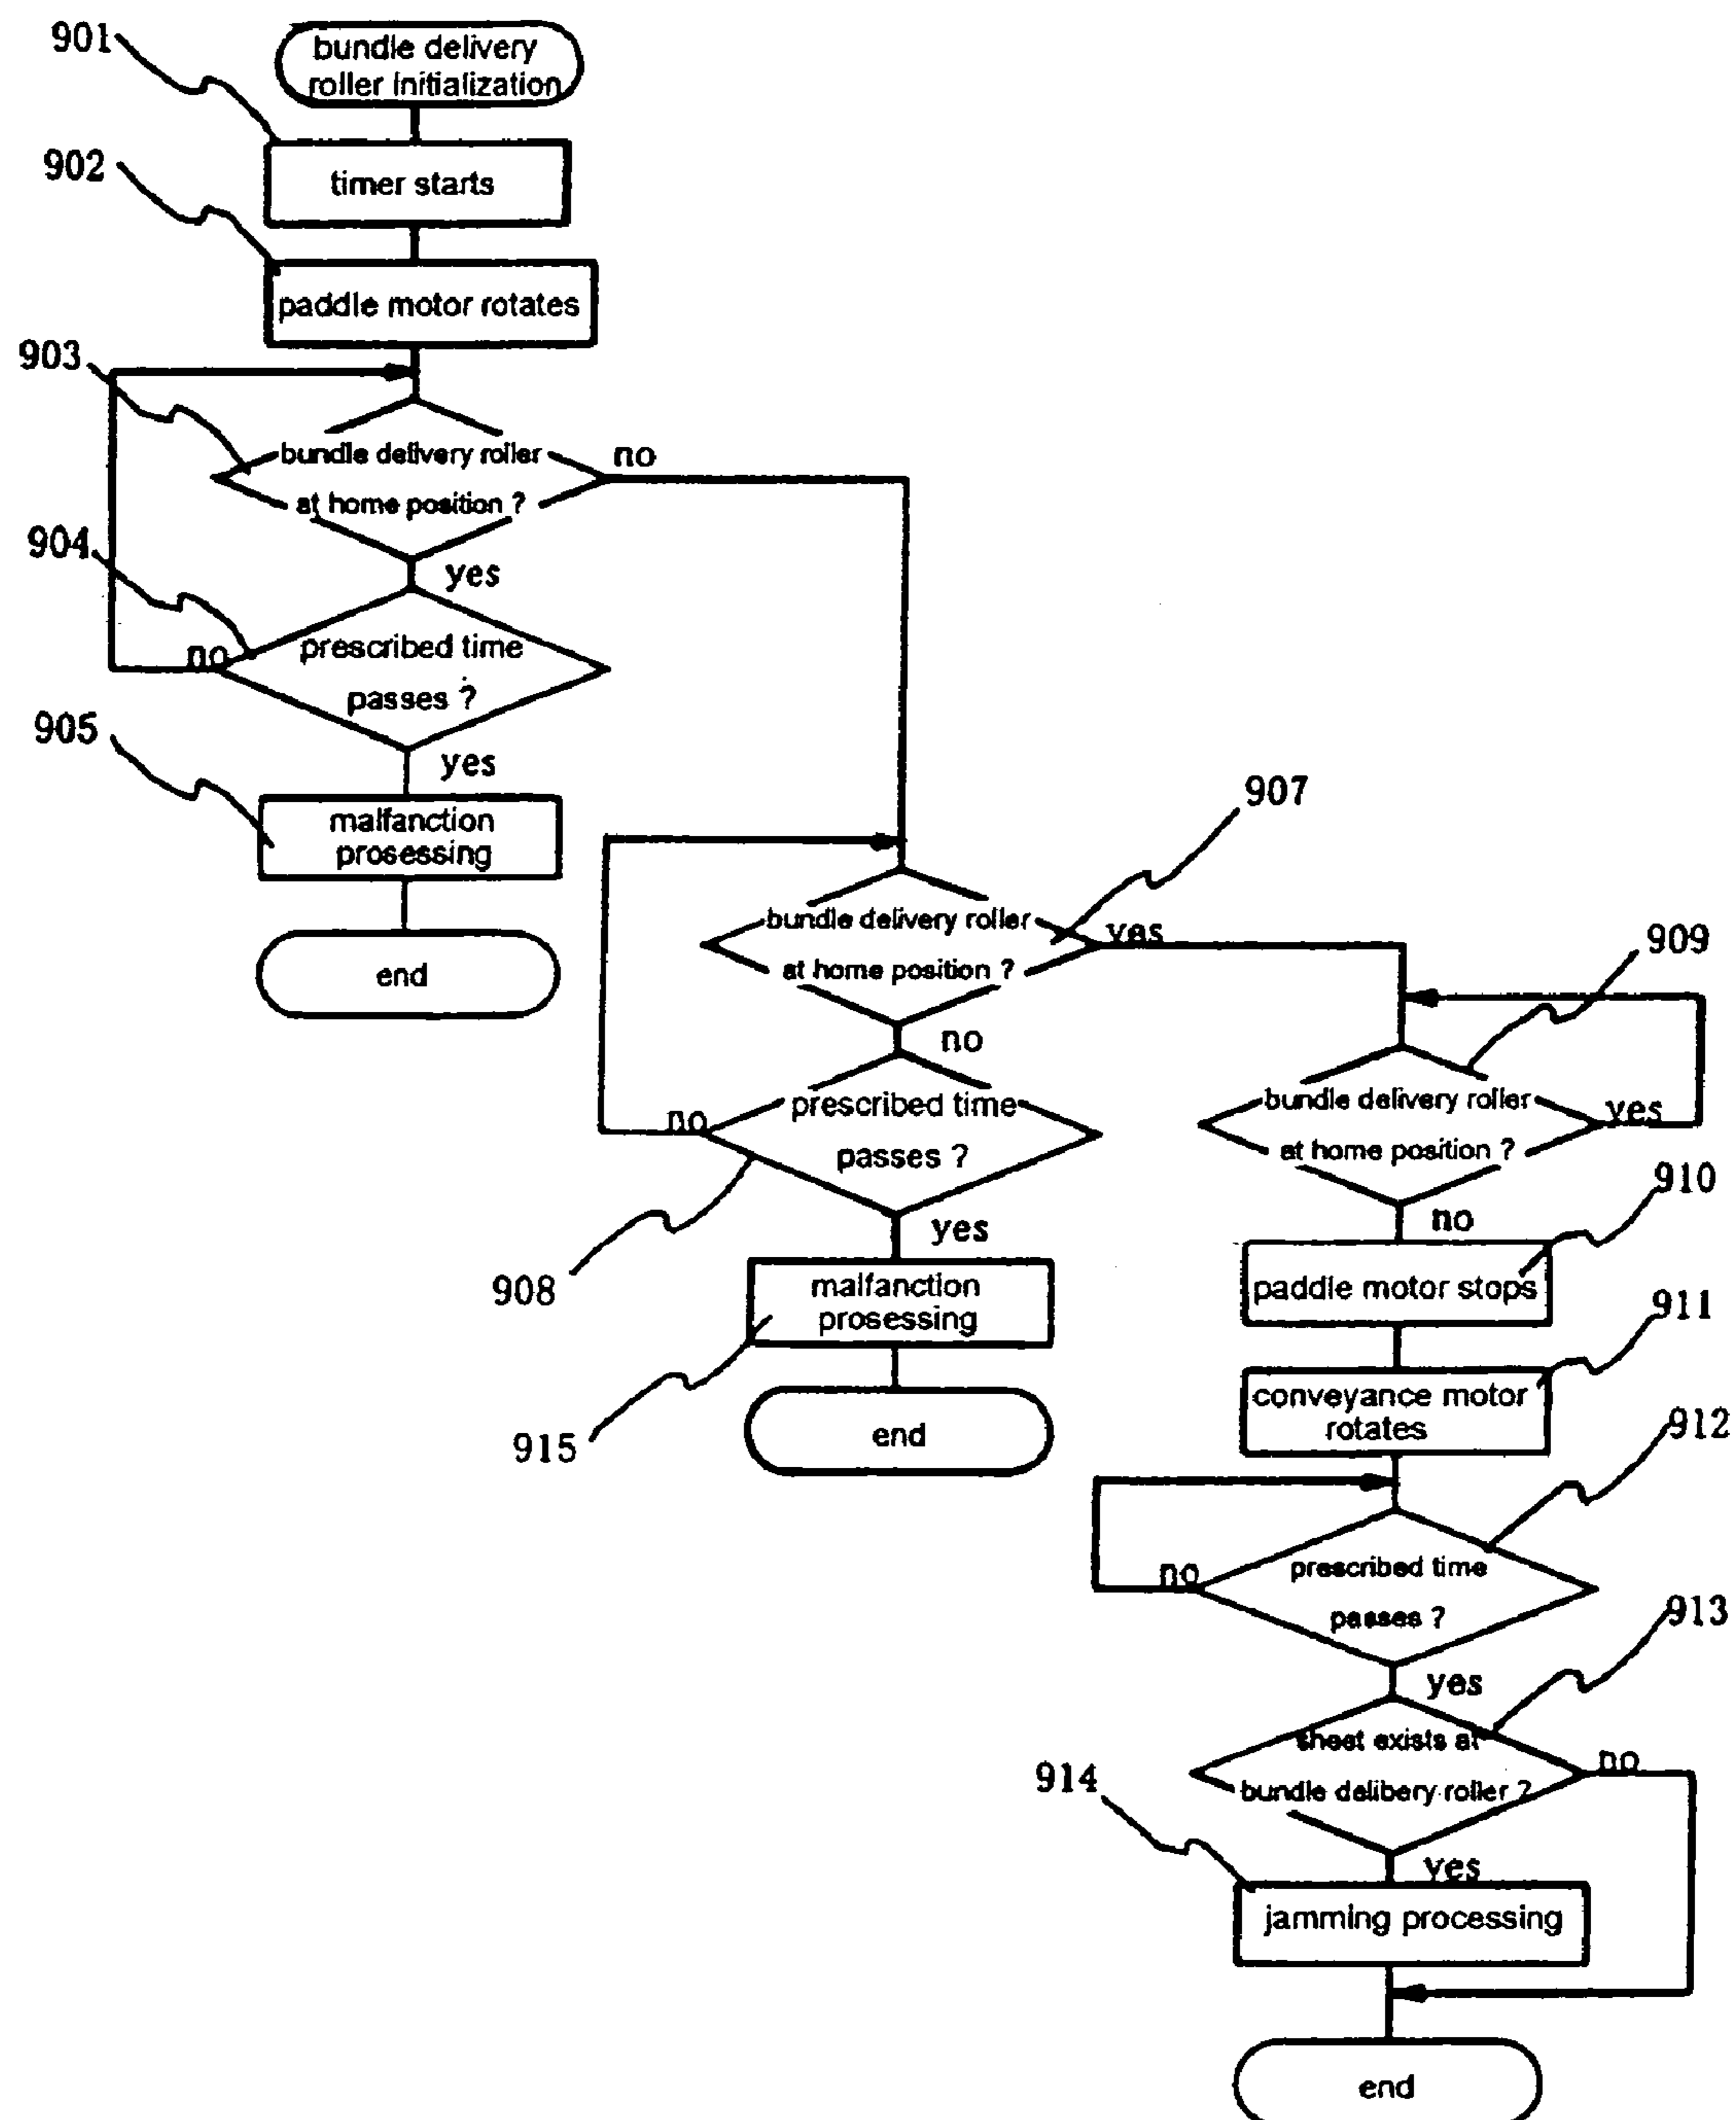 901
bundle delivery
roller initialization
902
timer starts
paddle motor rotates
903
bundle delivery roller
at home position ?
no
yes
904
prescribed time
passes ?
no
yes
905
malfanction
prosessing
end
907
bundle delivery roller
at home position ?
yes
no
909
prescribed time
passes ?
no
yes
908
malfanction
prosessing
915
end
bundle delivery roller
at home position ?
yes
no
910
paddle motor stops
911
conveyance motor
rotates
912
prescribed time
passes ?
no
yes
913
sheet exists at
bundle delibery roller ?
no
yes
914
jamming processing
end